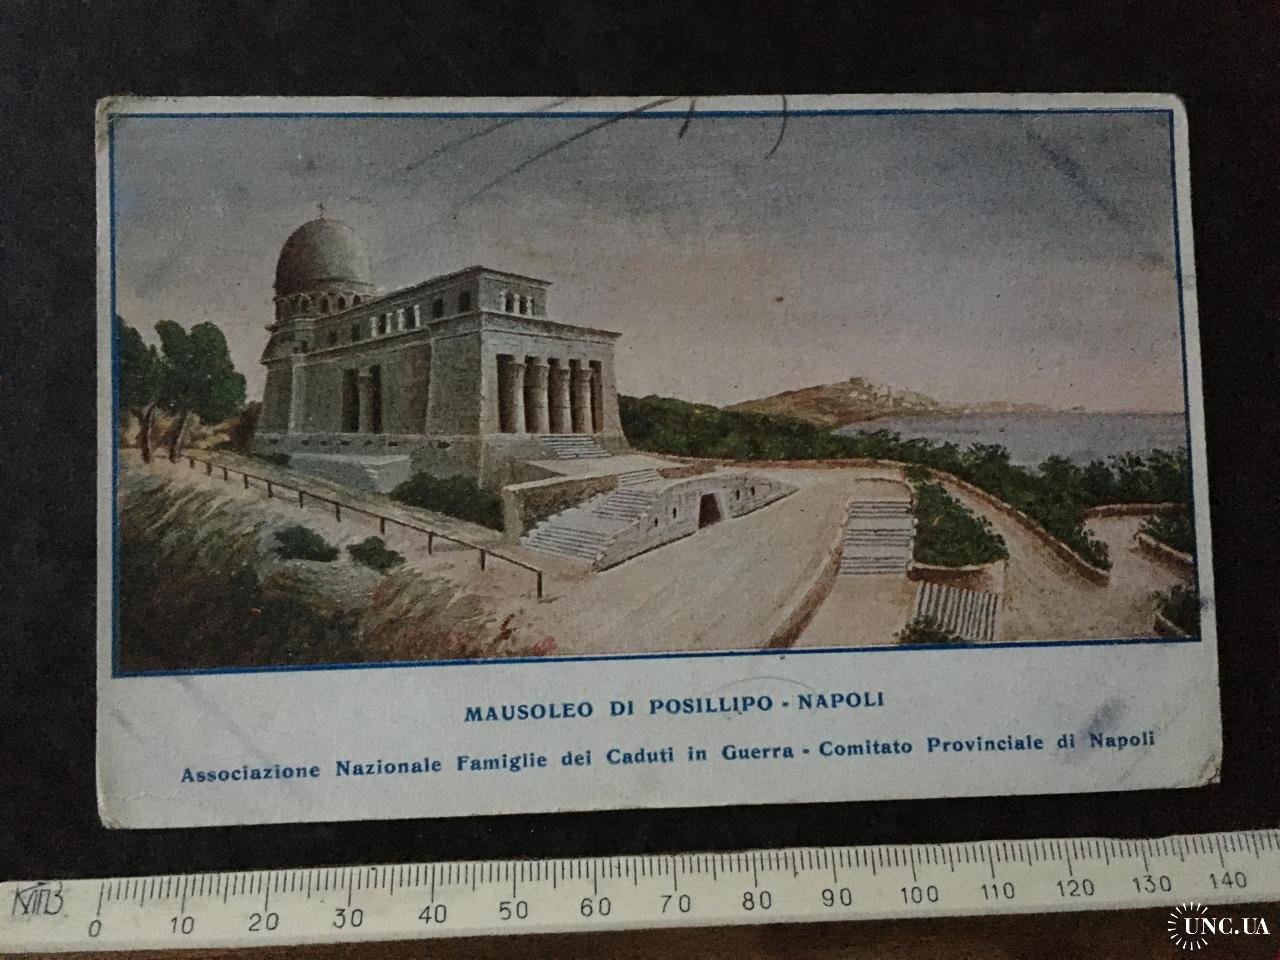 MAUSOLEO DI POSILLIPO - NAPOLI
Associazione Nazionale Famiglie dei Caduti in Guerra - Comitato Provinciale di Napoli
0 10 20 30 40 50 60 70 80 90 100 110 120 130 140
UNC.UA